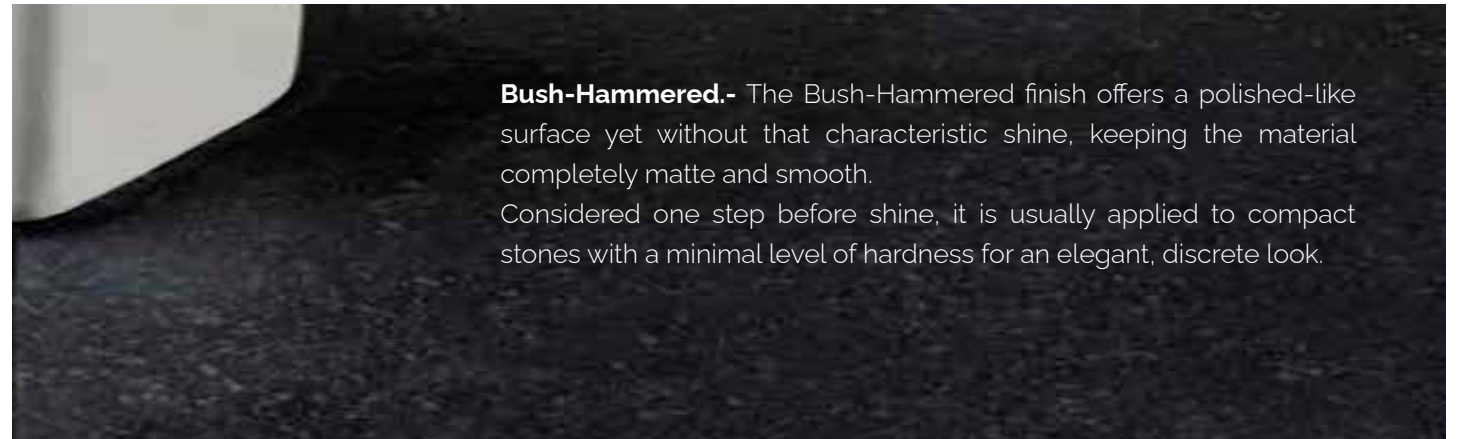 Bush-Hammered.- The Bush-Hammered finish offers a polished-like
surface yet without that characteristic shine, keeping the material
completely matte and smooth.
Considered one step before shine, it is usually applied to compact
stones with a minimal level of hardness for an elegant, discrete look.